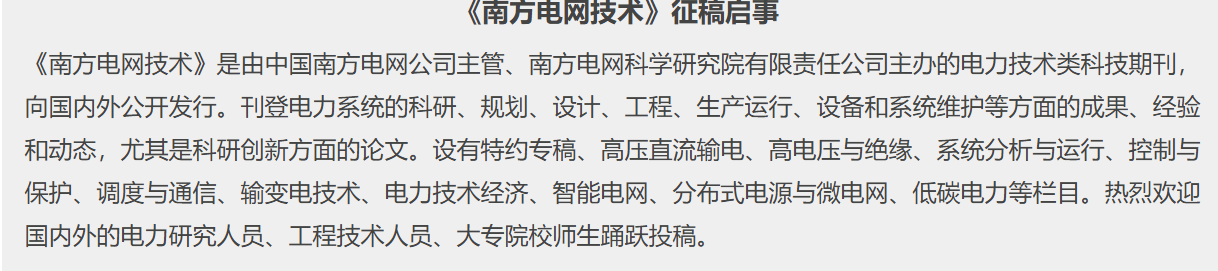 《南方电网技术》征稿启事
《南方电网技术》是由中国南方电网公司主管、南方电网科学研究院有限责任公司主办的电力技术类科技期刊，
向国内外公开发行。刊登电力系统的科研、规划、设计、工程、生产运行、设备和系统维护等方面的成果、经验
和动态，尤其是科研创新方面的论文。设有特约专稿、高压直流输电、高电压与绝缘、系统分析与运行、控制与
保护、调度与通信、输变电技术、电力技术经济、智能电网、分布式电源与微电网、低碳电力等栏目。热烈欢迎
国内外的电力研究人员、工程技术人员、大专院校师生踊跃投稿。